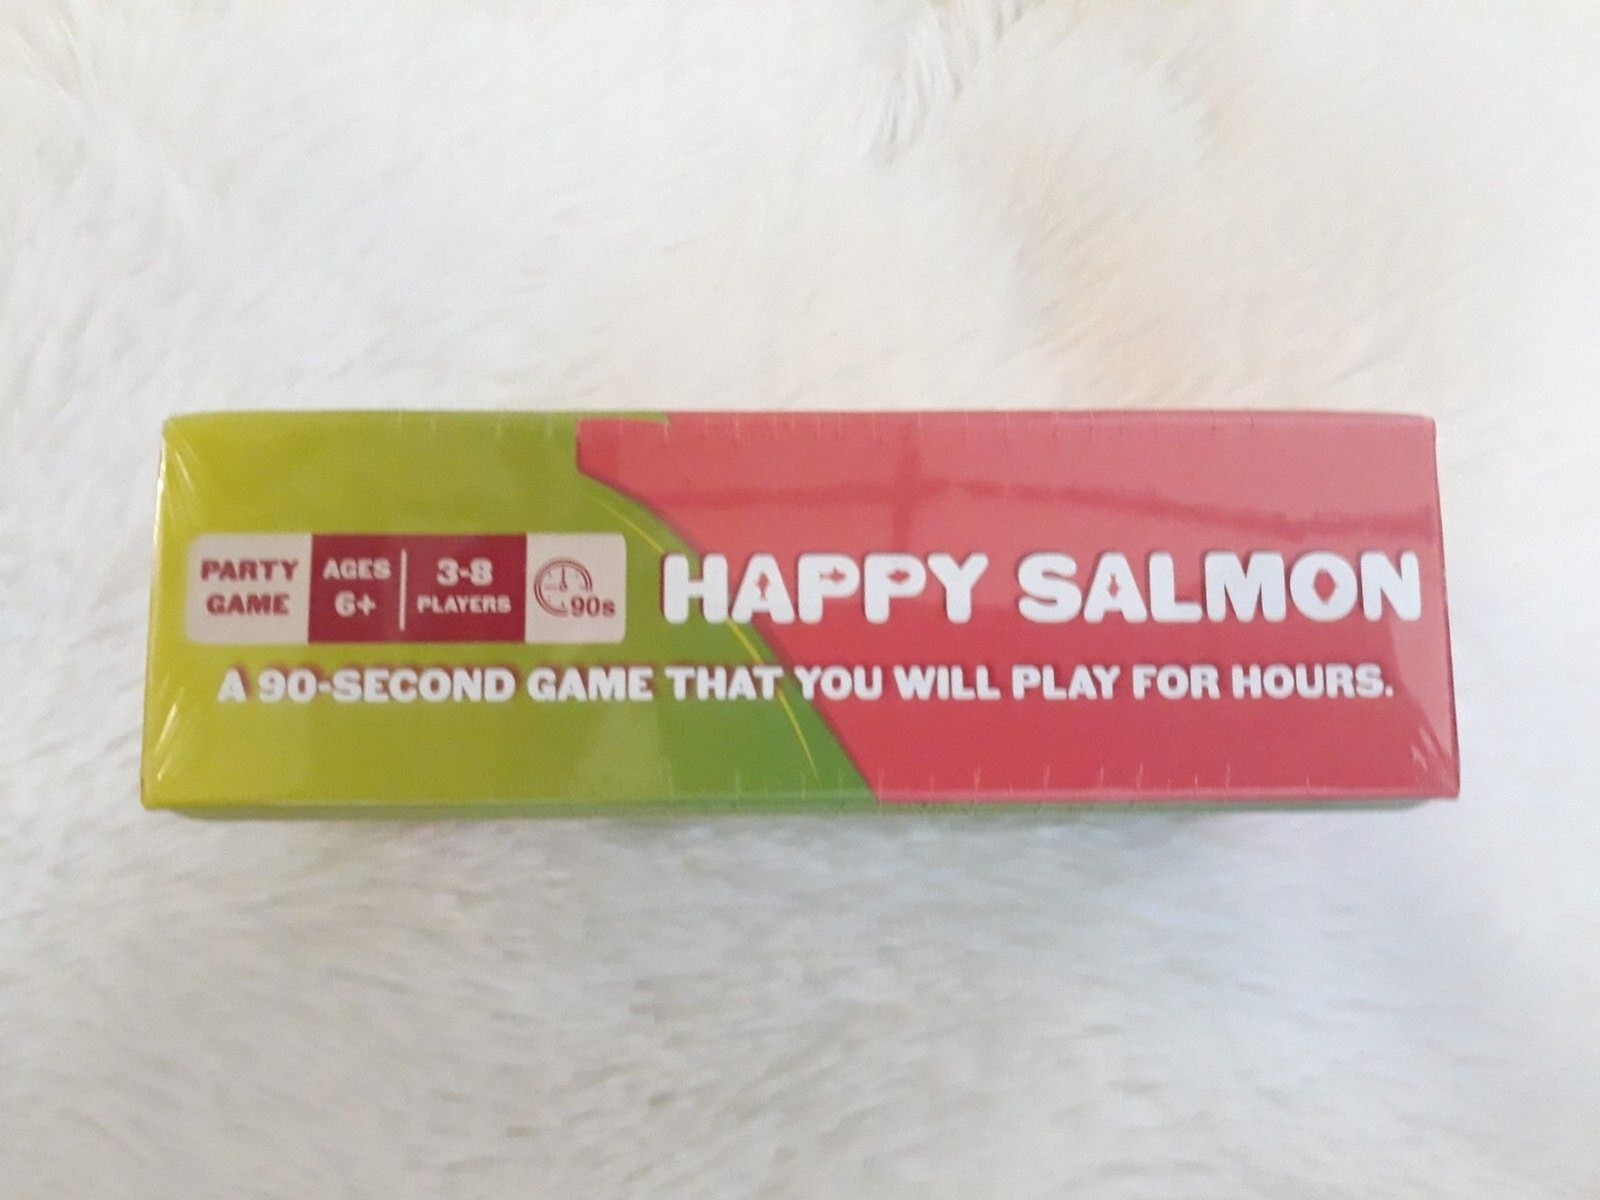 PARTY
GAME
AGES
6+
3-8
PLAYERS
90s
HAPPY SALMON
A 90-SECOND GAME THAT YOU WILL PLAY FOR HOURS.